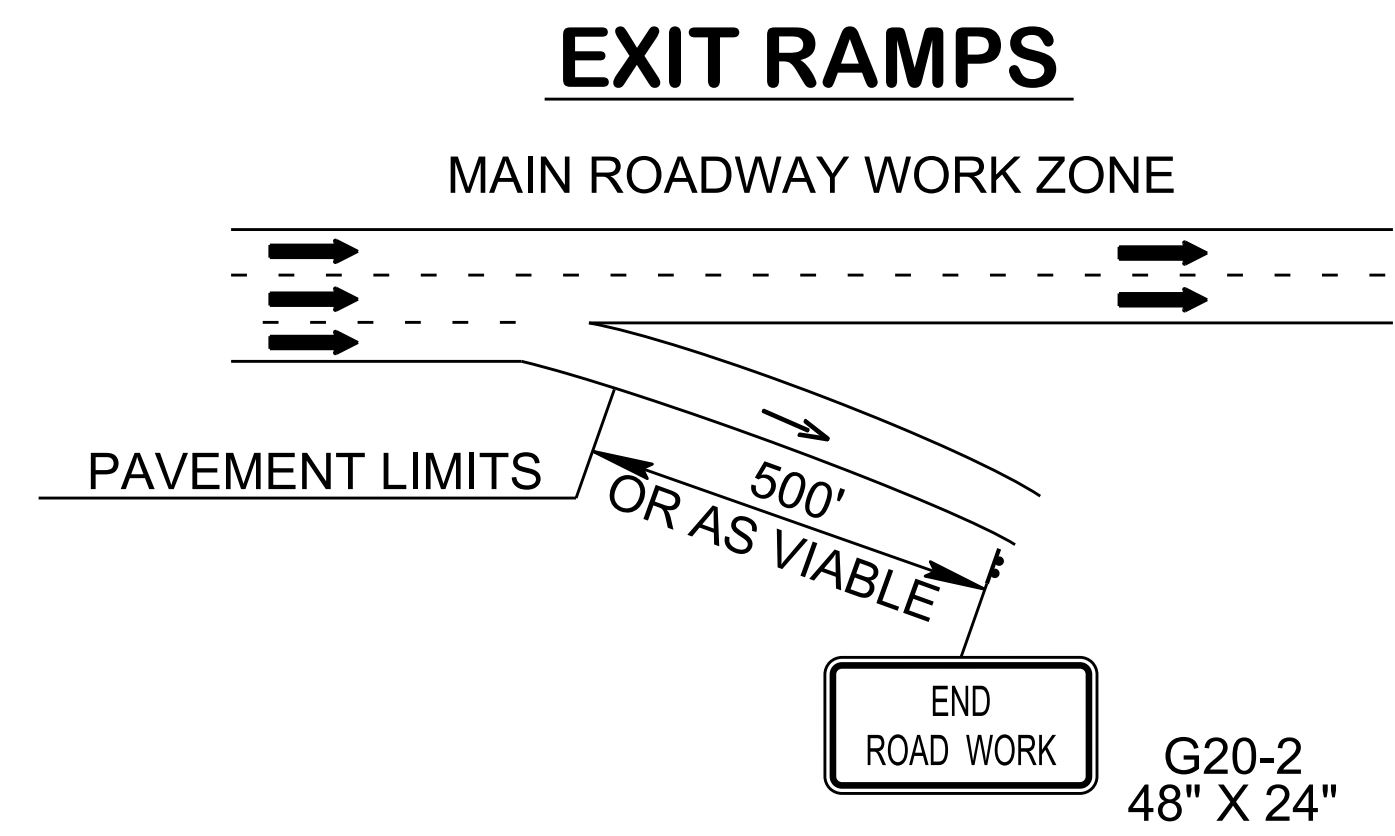 EXIT RAMPS
MAIN ROADWAY WORK ZONE
PAVEMENT LIMITS
500'
OR AS VIABLE
END
ROAD WORK
G20-2
48" X 24"